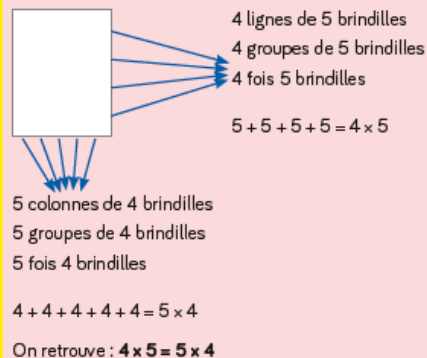 4 lignes de 5 brindilles
4 groupes de 5 brindilles
4 fois 5 brindilles
5 + 5 + 5 + 5 = 4 × 5
5 colonnes de 4 brindilles
5 groupes de 4 brindilles
5 fois 4 brindilles
4 + 4 + 4 + 4 + 4 = 5 × 4
On retrouve : 4 x 5 = 5 x 4